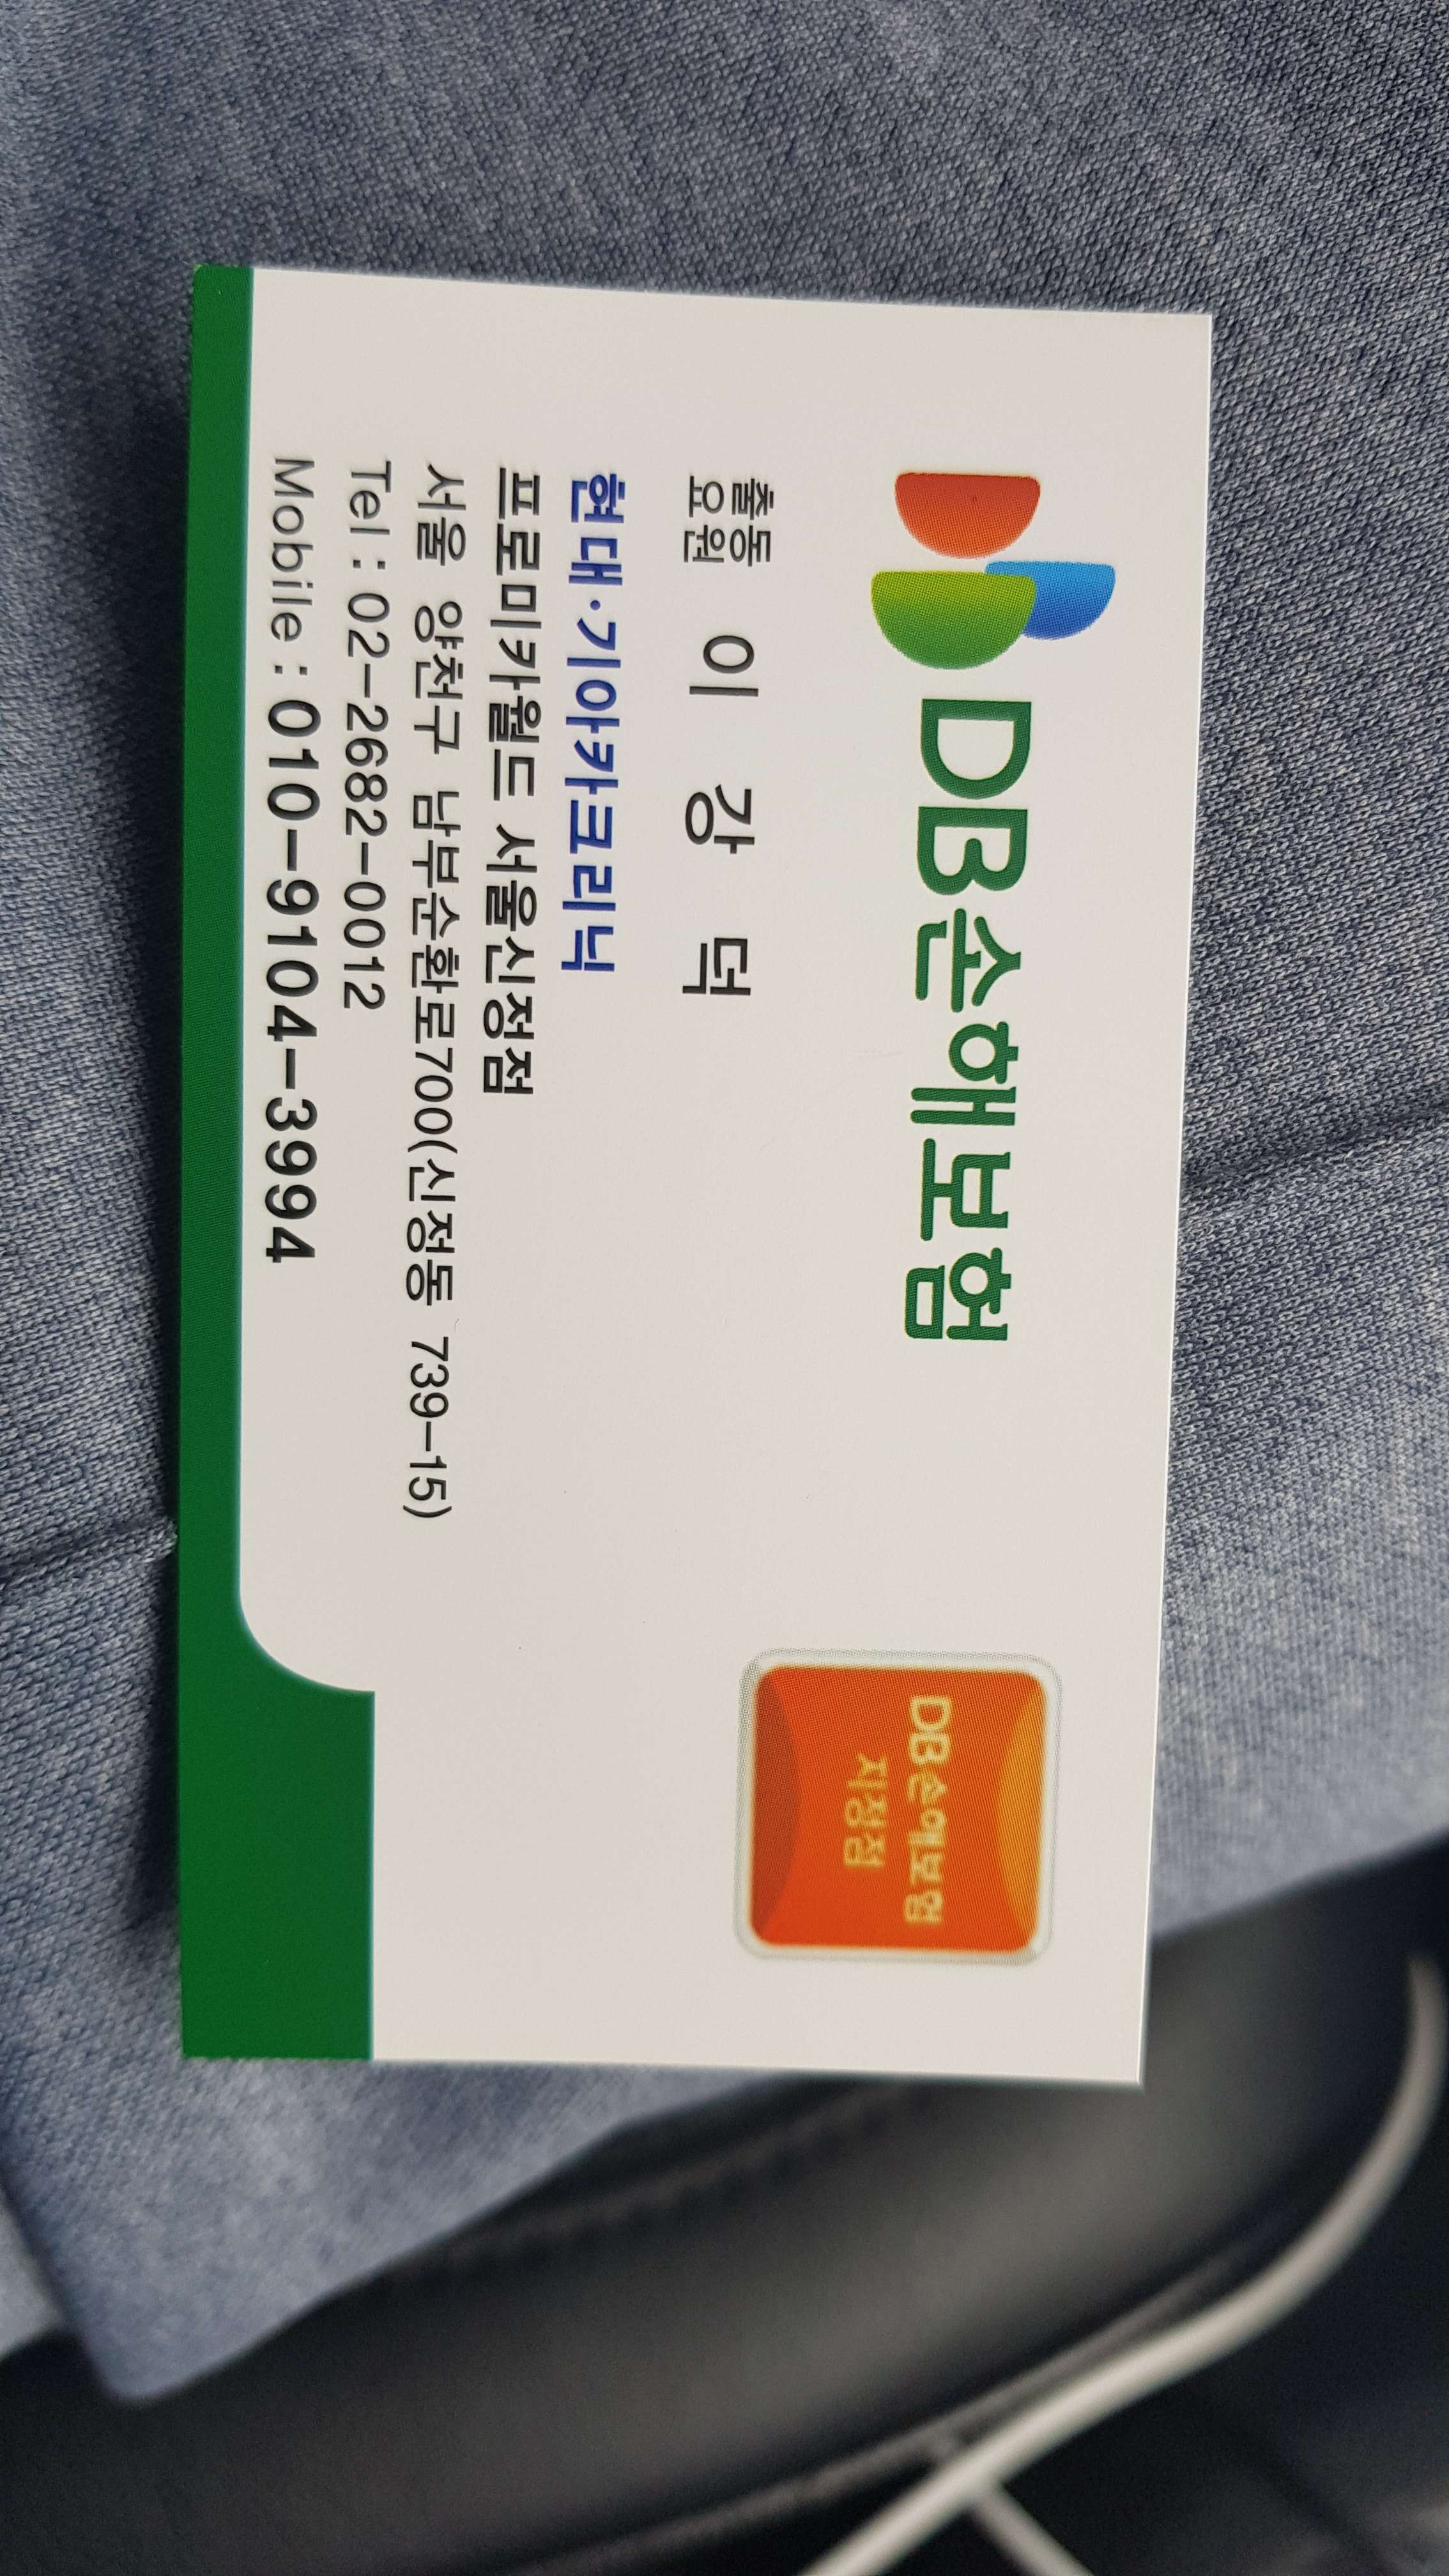 DB손해보험
DB손해보험
지정점
출동
요원
이 강 덕
현대·기아카크리닉
프로미카월드 서울신정점
서울 양천구 남부순환로700(신정동 739-15)
Tel : 02-2682-0012
Mobile : 010-9104-3994